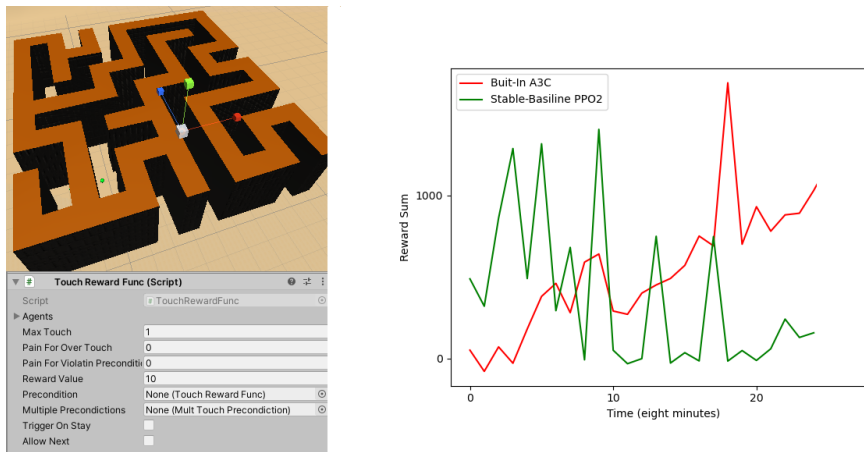 # Touch Reward Func (Script)
Script # TouchRewardFunc
Agents
Max Touch 1
Pain For Over Touch 0
Pain For Violatin Preconditi 0
Reward Value 10
Precondition None (Touch Reward Func)
Multiple Precondictions None (Mult Touch Precondiction)
Trigger On Stay
Allow Next
Buit-In A3C
Stable-Basiline PPO2
Reward Sum
1000
0
0 10 20
Time (eight minutes)